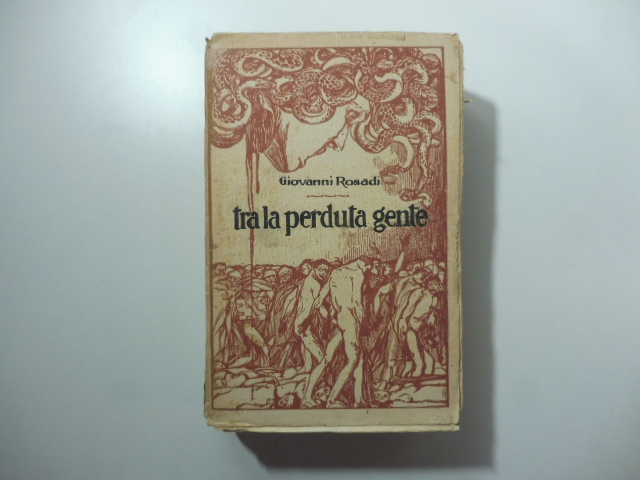 Giovanni Rosadi
tra la perduta gente